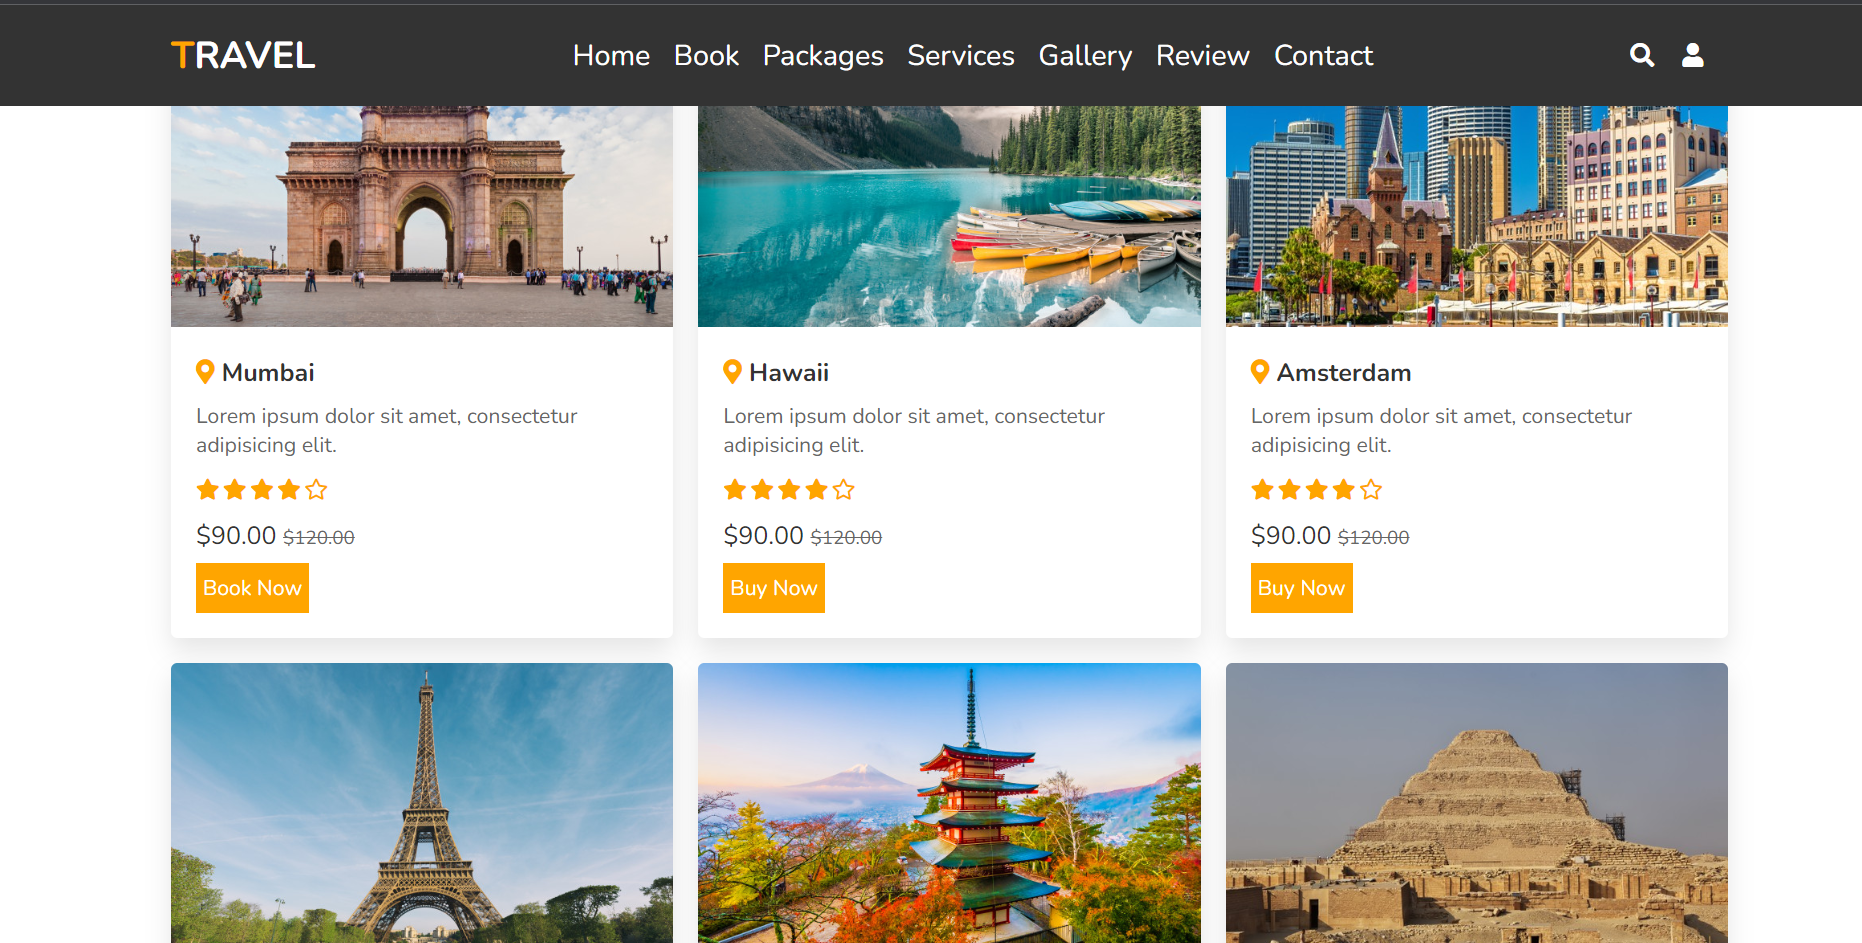 TRAVEL
Home Book Packages Services Gallery Review Contact
Mumbai
Lorem ipsum dolor sit amet, consectetur
adipisicing elit.
$90.00 $120.00
Book Now
Hawaii
Lorem ipsum dolor sit amet, consectetur
adipisicing elit.
$90.00 $120.00
Buy Now
Amsterdam
Lorem ipsum dolor sit amet, consectetur
adipisicing elit.
$90.00 $120.00
Buy Now